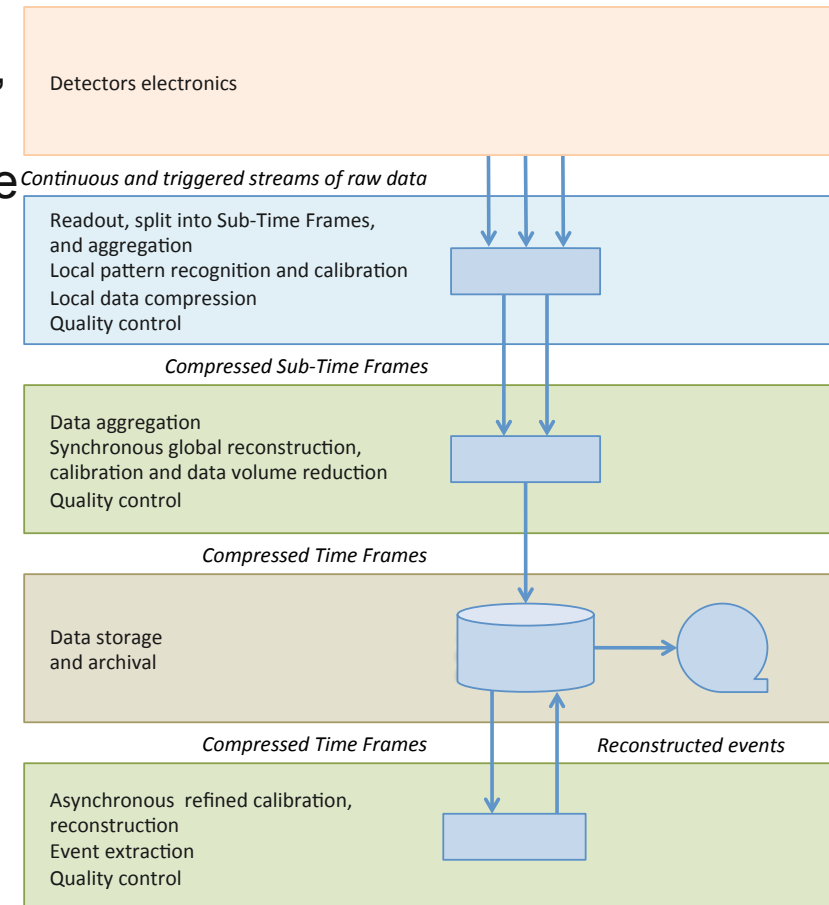 ,
Detectors electronics
e
Continuous and triggered streams of raw data
Readout, split into Sub-Time Frames,
and aggregation
Local pattern recognition and calibration
Local data compression
Quality control
Compressed Sub-Time Frames
Data aggregation
Synchronous global reconstruction,
calibration and data volume reduction
Quality control
Compressed Time Frames
Data storage
and archival
Compressed Time Frames
Reconstructed events
Asynchronous refined calibration,
reconstruction
Event extraction
Quality control